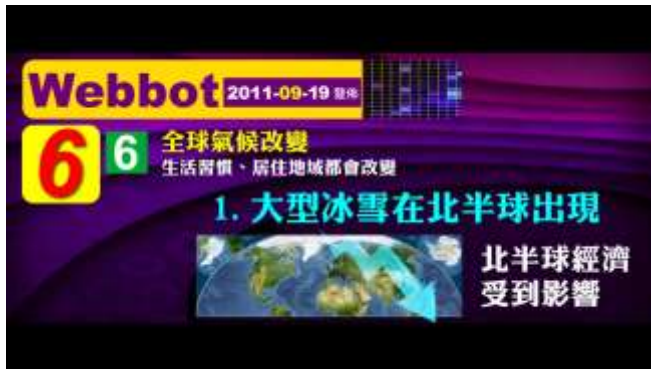 Webbot 2011-09-19 發佈
6 6 全球氣候改變
生活習慣、居住地域都會改變
1. 大型冰雪在北半球出現
北半球經濟
受到影響